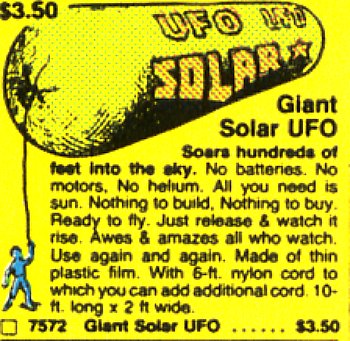 $3.50
UFO UFO
SOLAR
Giant
Solar UFO
Soars hundreds of
feet into the sky. No batteries. No
motors, No helium. All you need is
sun. Nothing to build, Nothing to buy.
Ready to fly. Just release & watch it
rise. Awes & amazes all who watch.
Use again and again. Made of thin
plastic film. With 6-ft. nylon cord to
which you can add additional cord. 10-
ft. long x 2 ft wide.
7572 Giant Solar UFO ...... $3.50